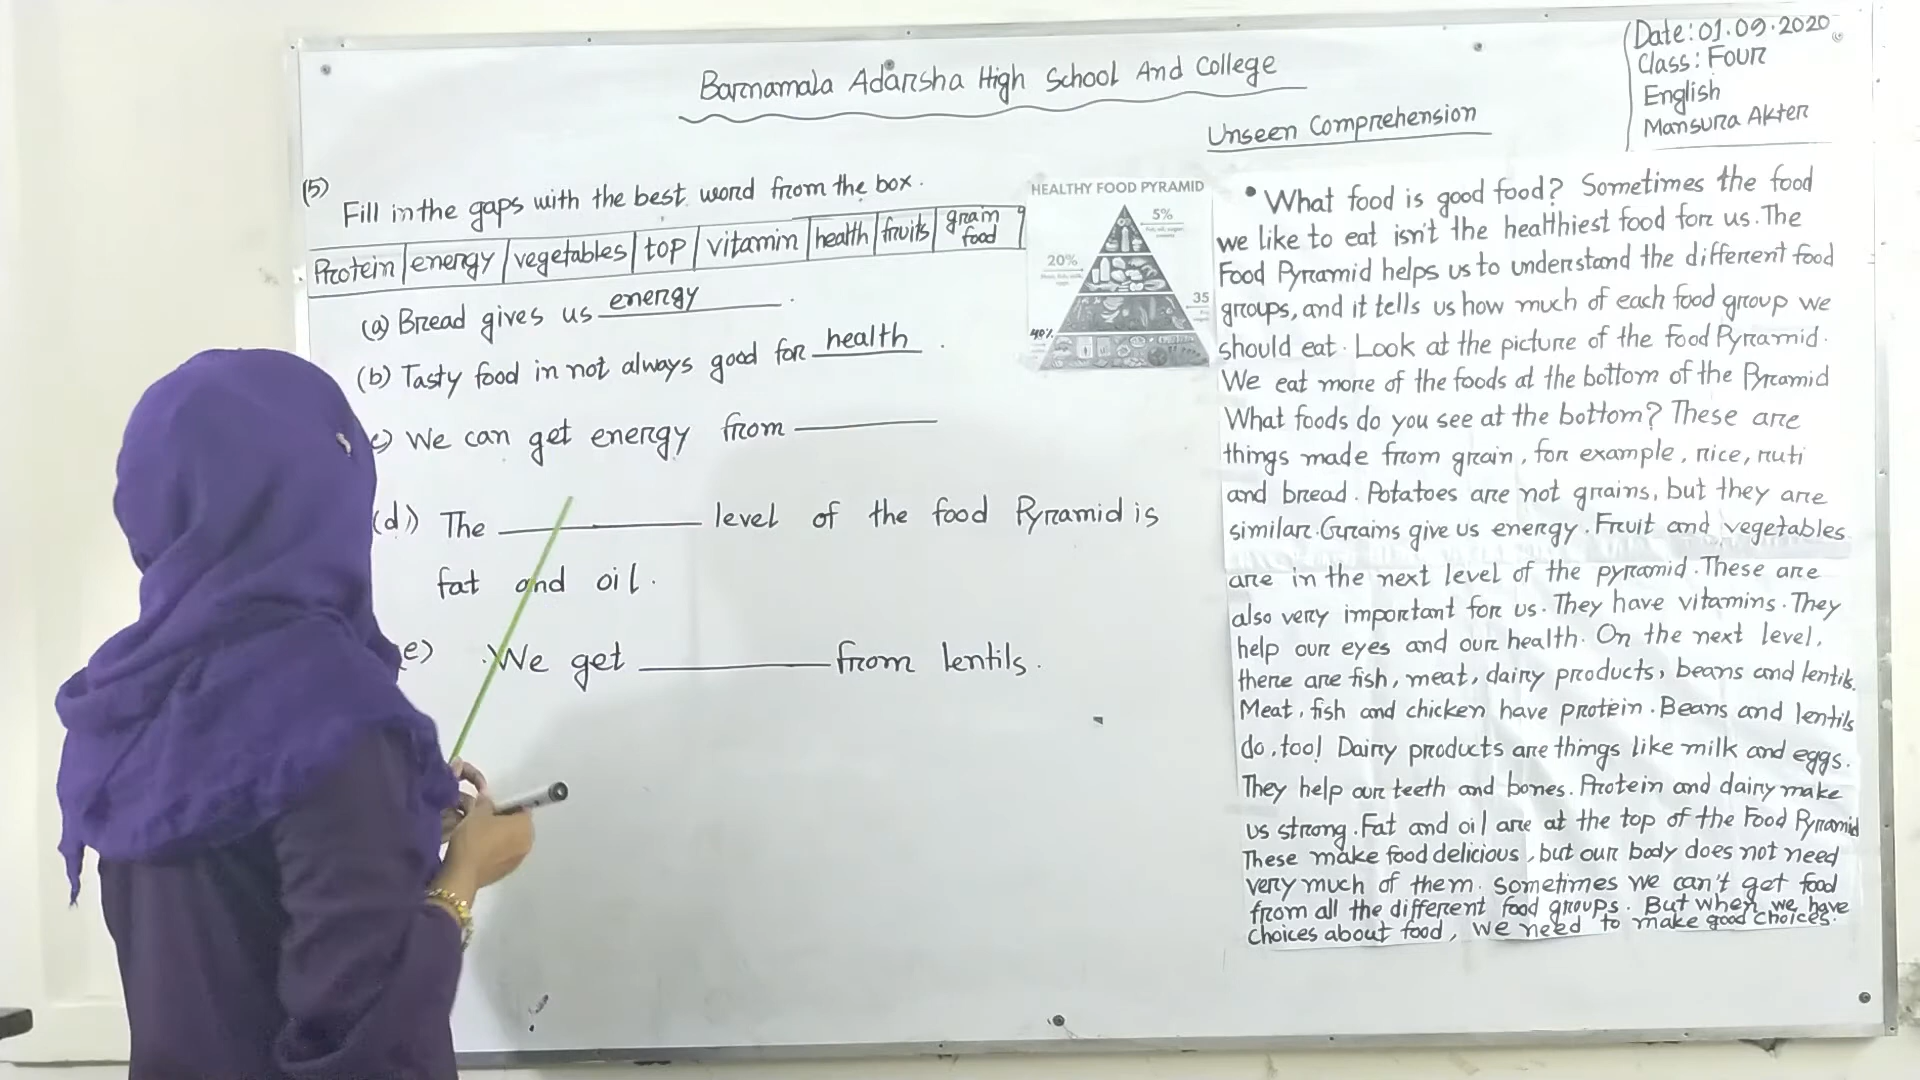 Barnamala Adarsha High School And College
Date: 01.09.2020
Class: Four
English
Mansura Akter
Unseen Comprehension
(5)
Fill in the gaps with the best word from the box.
Protein energy vegetables top vitamin health fruits grain food
(a) Bread gives us energy.
(b) Tasty food in not always good for health.
c) We can get energy from ________
(d) The ________ level of the food Pyramid is
fat and oil.
e) We get ________ from lentils.
HEALTHY FOOD PYRAMID
5%
20%
35
40%
• What food is good food? Sometimes the food
we like to eat isn't the healthiest food for us. The
Food Pyramid helps us to understand the different food
groups, and it tells us how much of each food group we
should eat. Look at the picture of the Food Pyramid.
We eat more of the foods at the bottom of the Pyramid
What foods do you see at the bottom? These are
things made from grain, for example, rice, ruti
and bread. Potatoes are not grains, but they are
similar. Grains give us energy. Fruit and vegetables
are in the next level of the pyramid. These are
also very important for us. They have vitamins. They
help our eyes and our health. On the next level,
there are fish, meat, dairy products, beans and lentils.
Meat, fish and chicken have protein. Beans and lentils
do, too! Dairy products are things like milk and eggs.
They help our teeth and bones. Protein and dairy make
us strong. Fat and oil are at the top of the Food Pyramid
These make food delicious, but our body does not need
very much of them. Sometimes we can't get food
from all the different food groups. But when we have
choices about food, we need to make good choices.